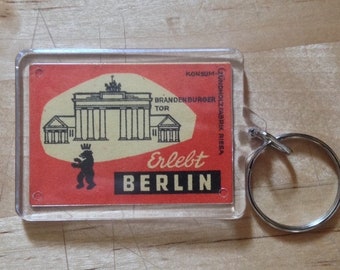 KONSUM-
ZÜNDHOLZFABRIK RIESA
BRANDENBURGER
TOR
Erlebt
BERLIN